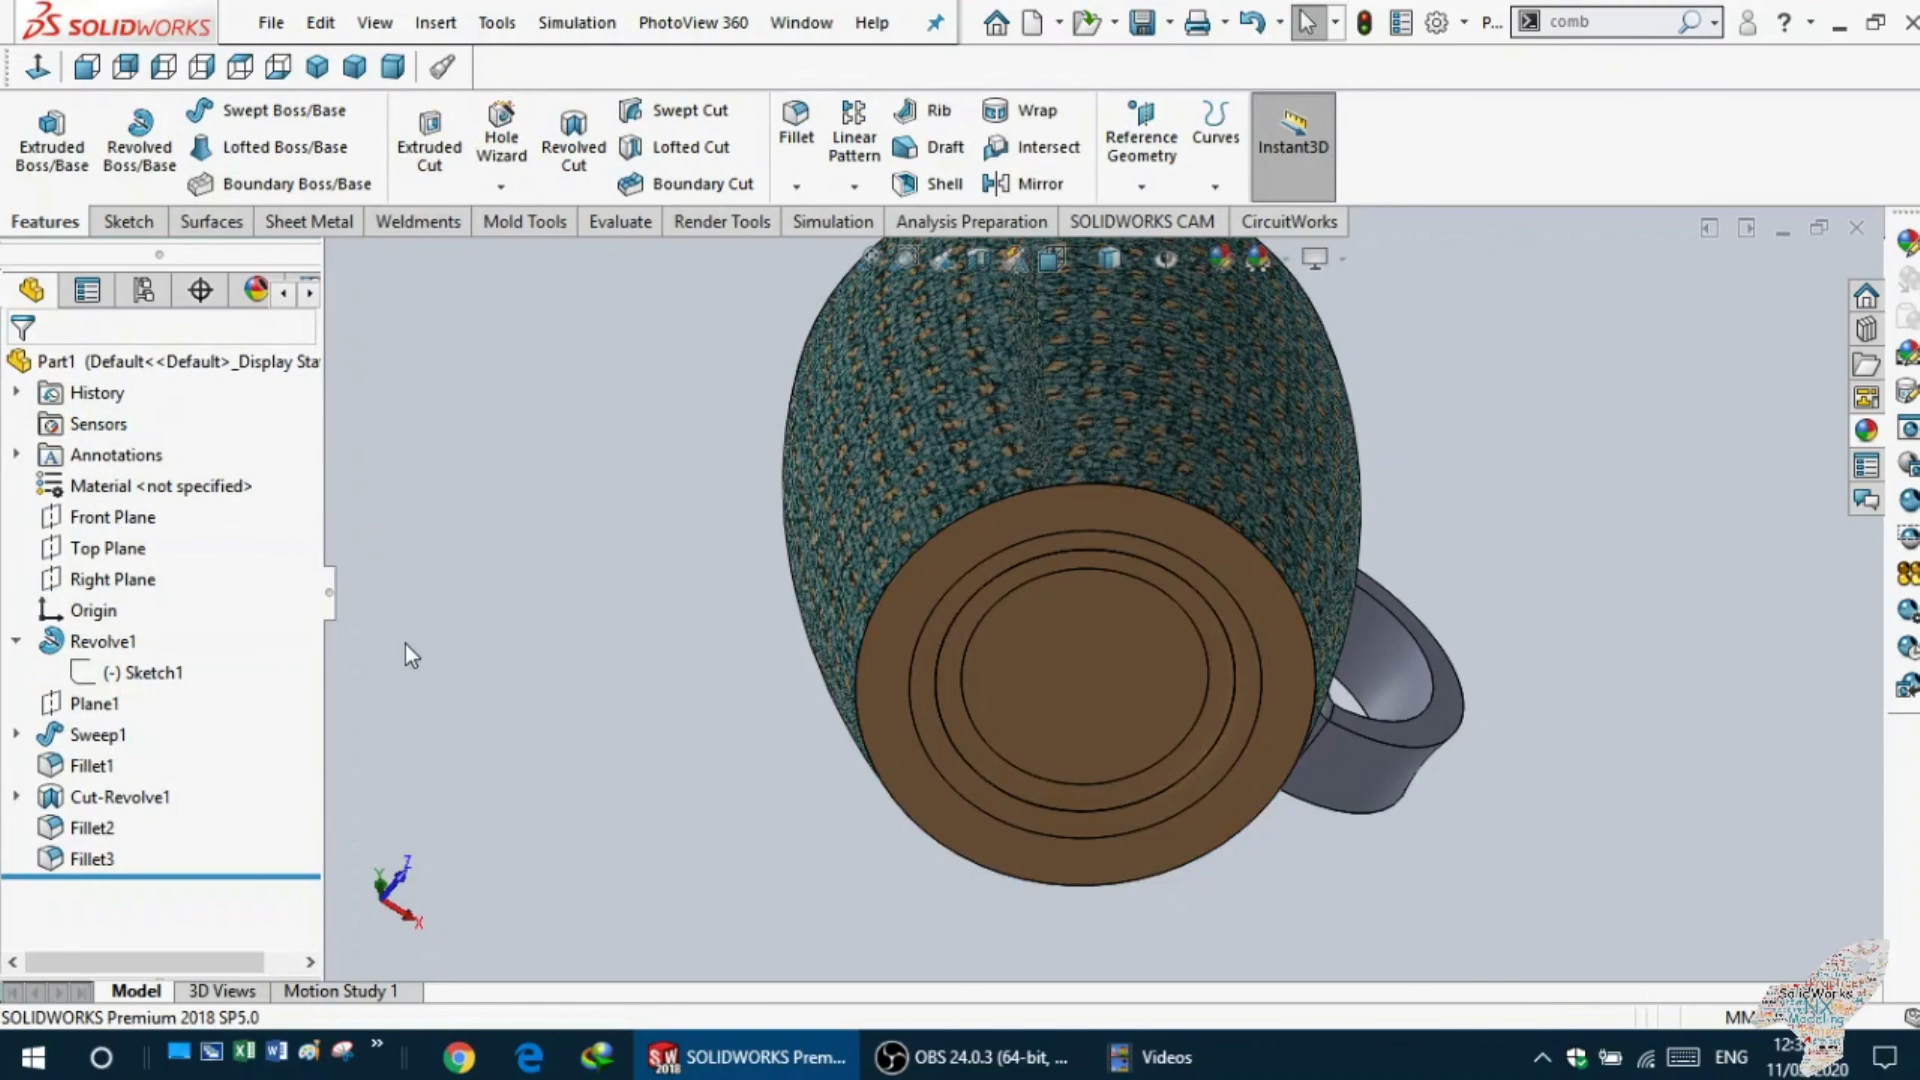 SOLIDWORKS File Edit View Insert Tools Simulation PhotoView 360 Window Help P... comb ?
Extruded Boss/Base
Revolved Boss/Base
Swept Boss/Base
Lofted Boss/Base
Boundary Boss/Base
Extruded Cut
Hole Wizard
Revolved Cut
Swept Cut
Lofted Cut
Boundary Cut
Fillet
Linear Pattern
Rib
Draft
Shell
Wrap
Intersect
Mirror
Reference Geometry
Curves
Instant3D
Features Sketch Surfaces Sheet Metal Weldments Mold Tools Evaluate Render Tools Simulation Analysis Preparation SOLIDWORKS CAM CircuitWorks
Part1 (Default<<Default>_Display Sta
History
Sensors
Annotations
Material <not specified>
Front Plane
Top Plane
Right Plane
Origin
Revolve1
(-) Sketch1
Plane1
Sweep1
Fillet1
Cut-Revolve1
Fillet2
Fillet3
Y Z X
Model 3D Views Motion Study 1
SolidWorks
NX
Modeling
SOLIDWORKS Premium 2018 SP5.0
SW 2018 SOLIDWORKS Prem... OBS 24.0.3 (64-bit, ... Videos ENG